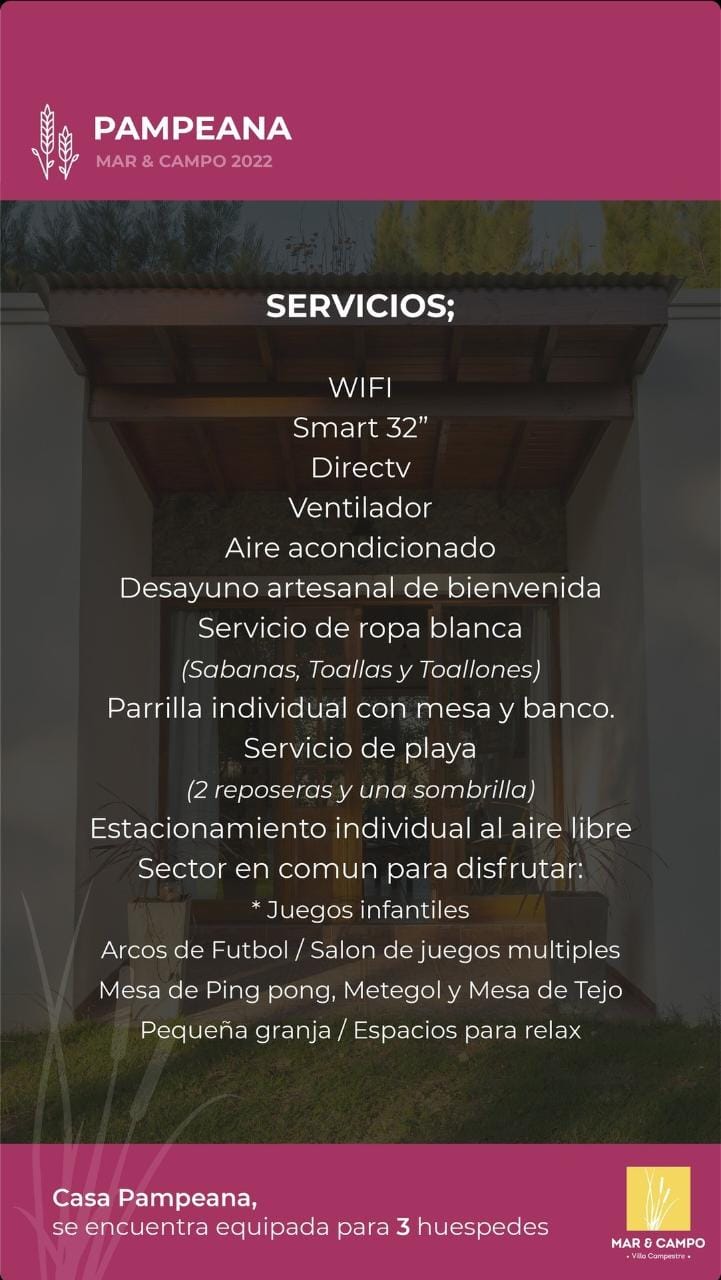 PAMPEANA
MAR & CAMPO 2022
SERVICIOS;
WIFI
Smart 32”
Directv
Ventilador
Aire acondicionado
Desayuno artesanal de bienvenida
Servicio de ropa blanca
(Sabanas, Toallas y Toallones)
Parrilla individual con mesa y banco.
Servicio de playa
(2 reposeras y una sombrilla)
Estacionamiento individual al aire libre
Sector en comun para disfrutar:
* Juegos infantiles
Arcos de Futbol / Salon de juegos multiples
Mesa de Ping pong, Metegol y Mesa de Tejo
Pequeña granja / Espacios para relax
Casa Pampeana,
se encuentra equipada para 3 huespedes
MAR & CAMPO
• Villa Campestre •